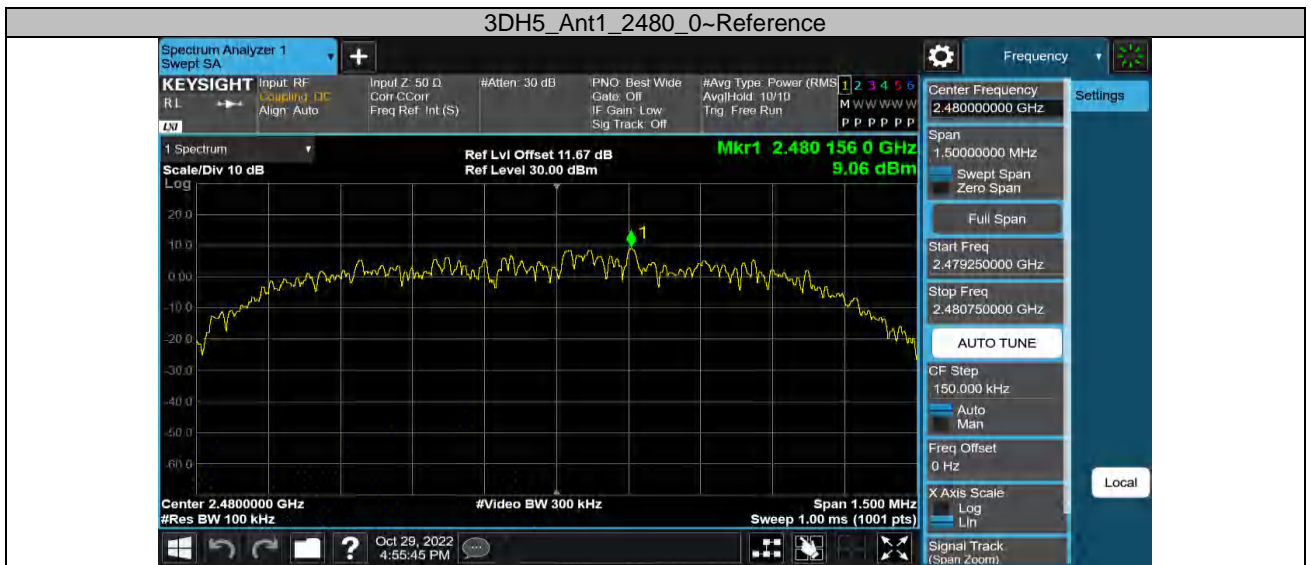 3DH5_Ant1_2480_0~Reference
Spectrum Analyzer 1
Swept SA
Frequency
KEYSIGHT
RL
LNI
Input: RF
Coupling: DC
Align: Auto
Input Z: 50 Ω
Corr CCorr
Freq Ref: Int (S)
#Atten: 30 dB
PNO: Best Wide
Gate: Off
IF Gain: Low
Sig Track: Off
#Avg Type: Power (RMS
Avg|Hold: 10/10
Trig: Free Run
1 2 3 4 5 6
M W W W W W
P P P P P P
1 Spectrum
Scale/Div 10 dB
Ref Lvl Offset 11.67 dB
Ref Level 30.00 dBm
Mkr1 2.480 156 0 GHz
9.06 dBm
Log
20.0
10.0
0.00
-10.0
-20.0
-30.0
-40.0
-50.0
-60.0
1
Center 2.4800000 GHz
#Res BW 100 kHz
#Video BW 300 kHz
Span 1.500 MHz
Sweep 1.00 ms (1001 pts)
Oct 29, 2022
4:55:45 PM
Center Frequency
2.480000000 GHz
Settings
Span
1.50000000 MHz
Swept Span
Zero Span
Full Span
Start Freq
2.479250000 GHz
Stop Freq
2.480750000 GHz
AUTO TUNE
CF Step
150.000 kHz
Auto
Man
Freq Offset
0 Hz
X Axis Scale
Log
Lin
Local
Signal Track
(Span Zoom)